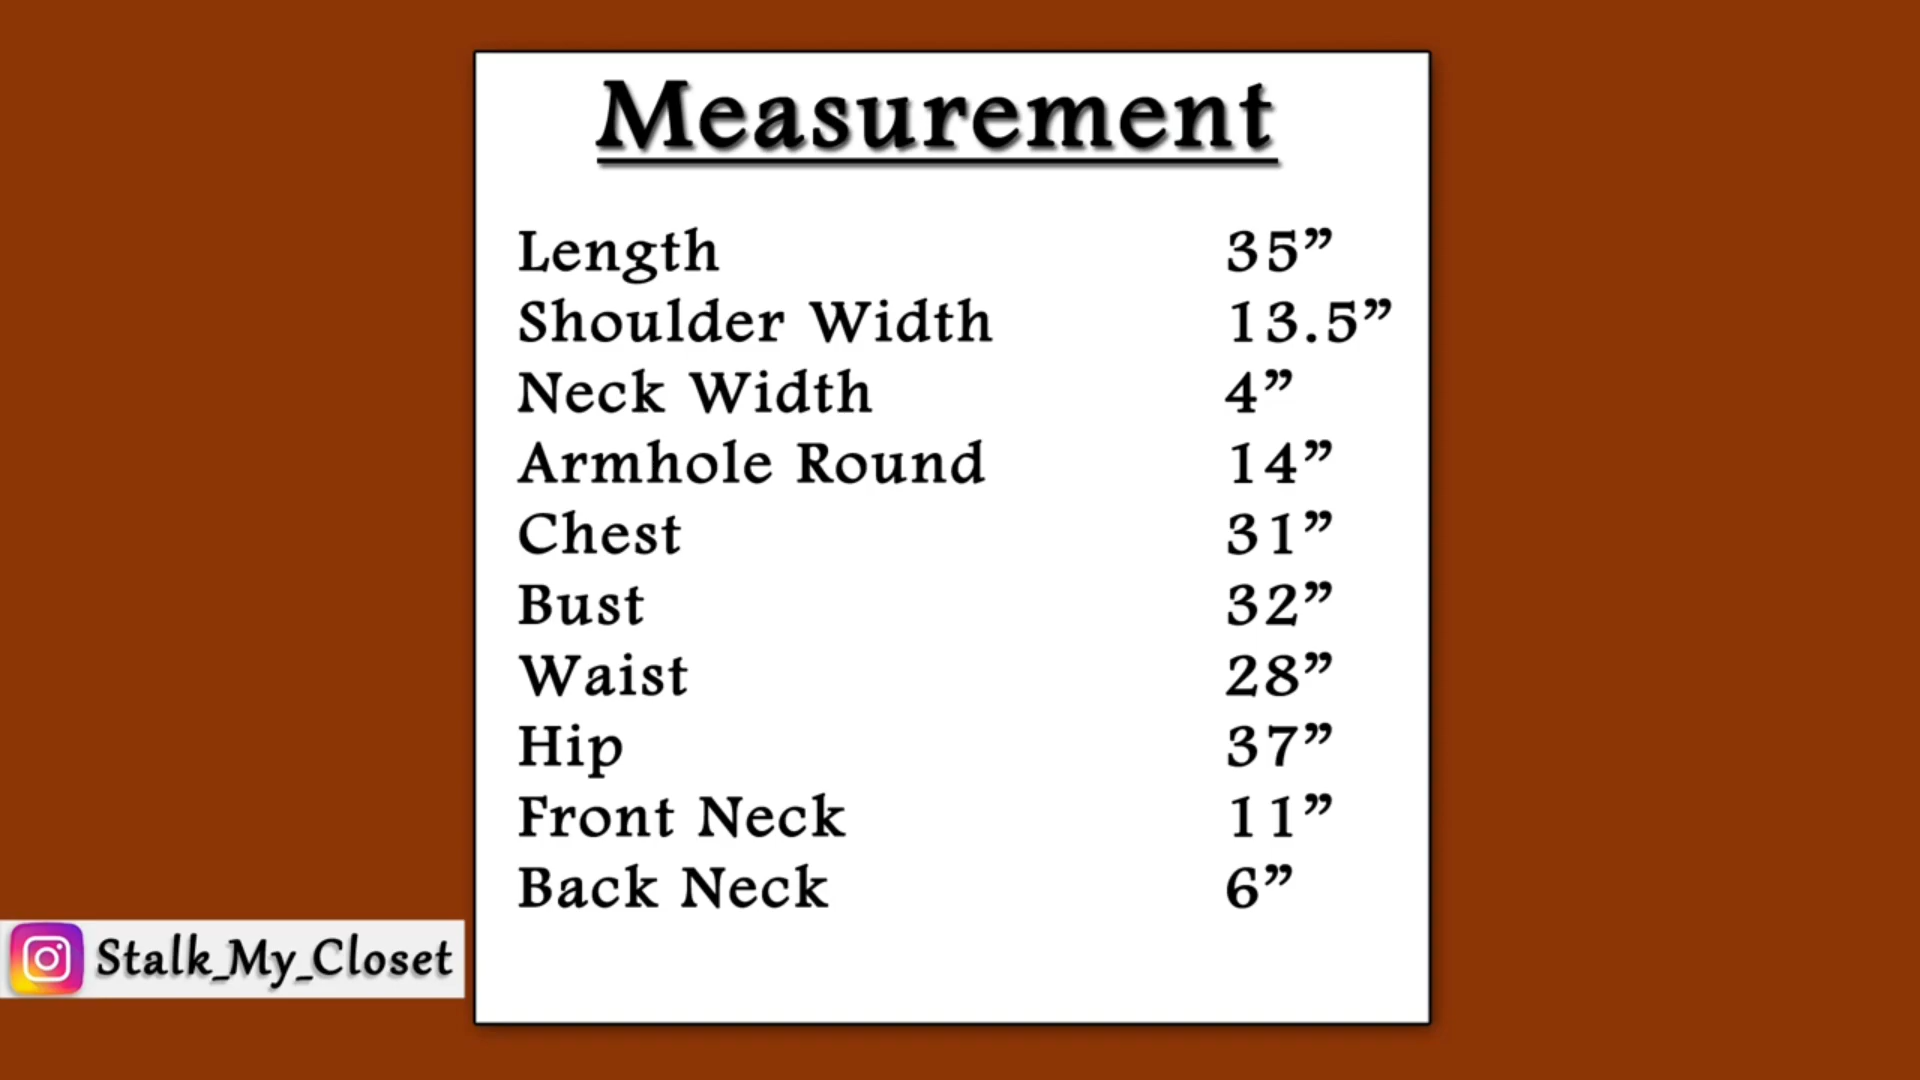 Measurement
Length 35”
Shoulder Width 13.5”
Neck Width 4”
Armhole Round 14”
Chest 31”
Bust 32”
Waist 28”
Hip 37”
Front Neck 11”
Back Neck 6”
Stalk_My_Closet